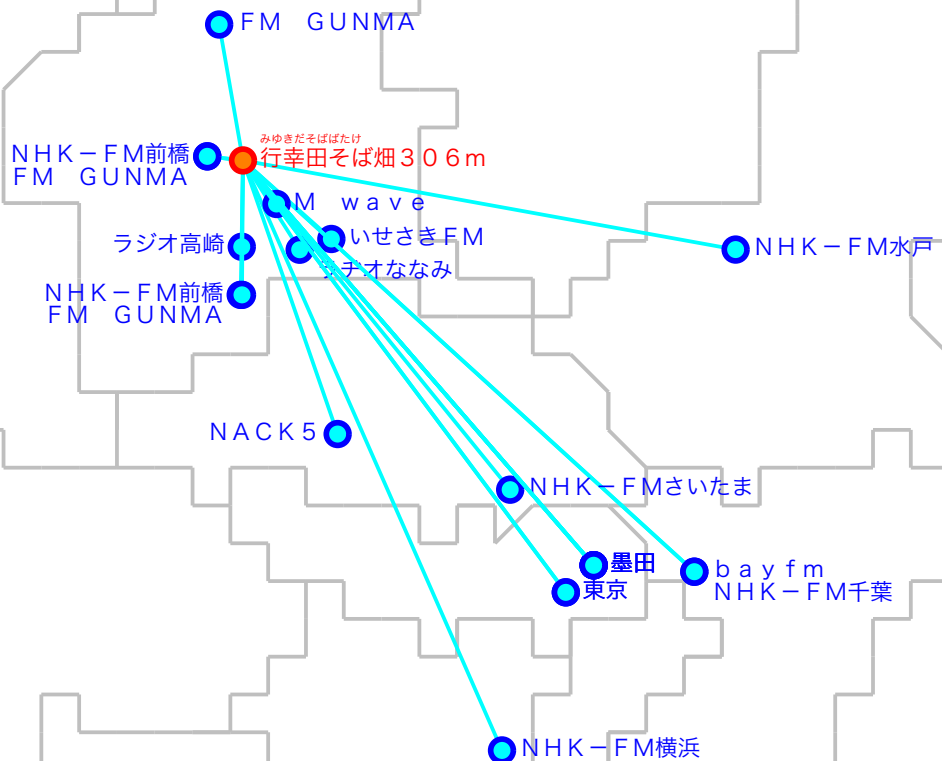 FM　GUNMA
みゆきだそばばたけ
行幸田そば畑３０６ｍ
ＮＨＫ－ＦＭ前橋
ＦＭ　ＧＵＮＭＡ
Ｍ　ｗａｖｅ
いせさきＦＭ
ラジオ高崎
ＮＨＫ－ＦＭ水戸
ラヂオななみ
ＮＨＫ－ＦＭ前橋
ＦＭ　ＧＵＮＭＡ
ＮＡＣＫ５
ＮＨＫ－ＦＭさいたま
墨田
ｂａｙｆｍ
東京
ＮＨＫ－ＦＭ千葉
ＮＨＫ－ＦＭ横浜